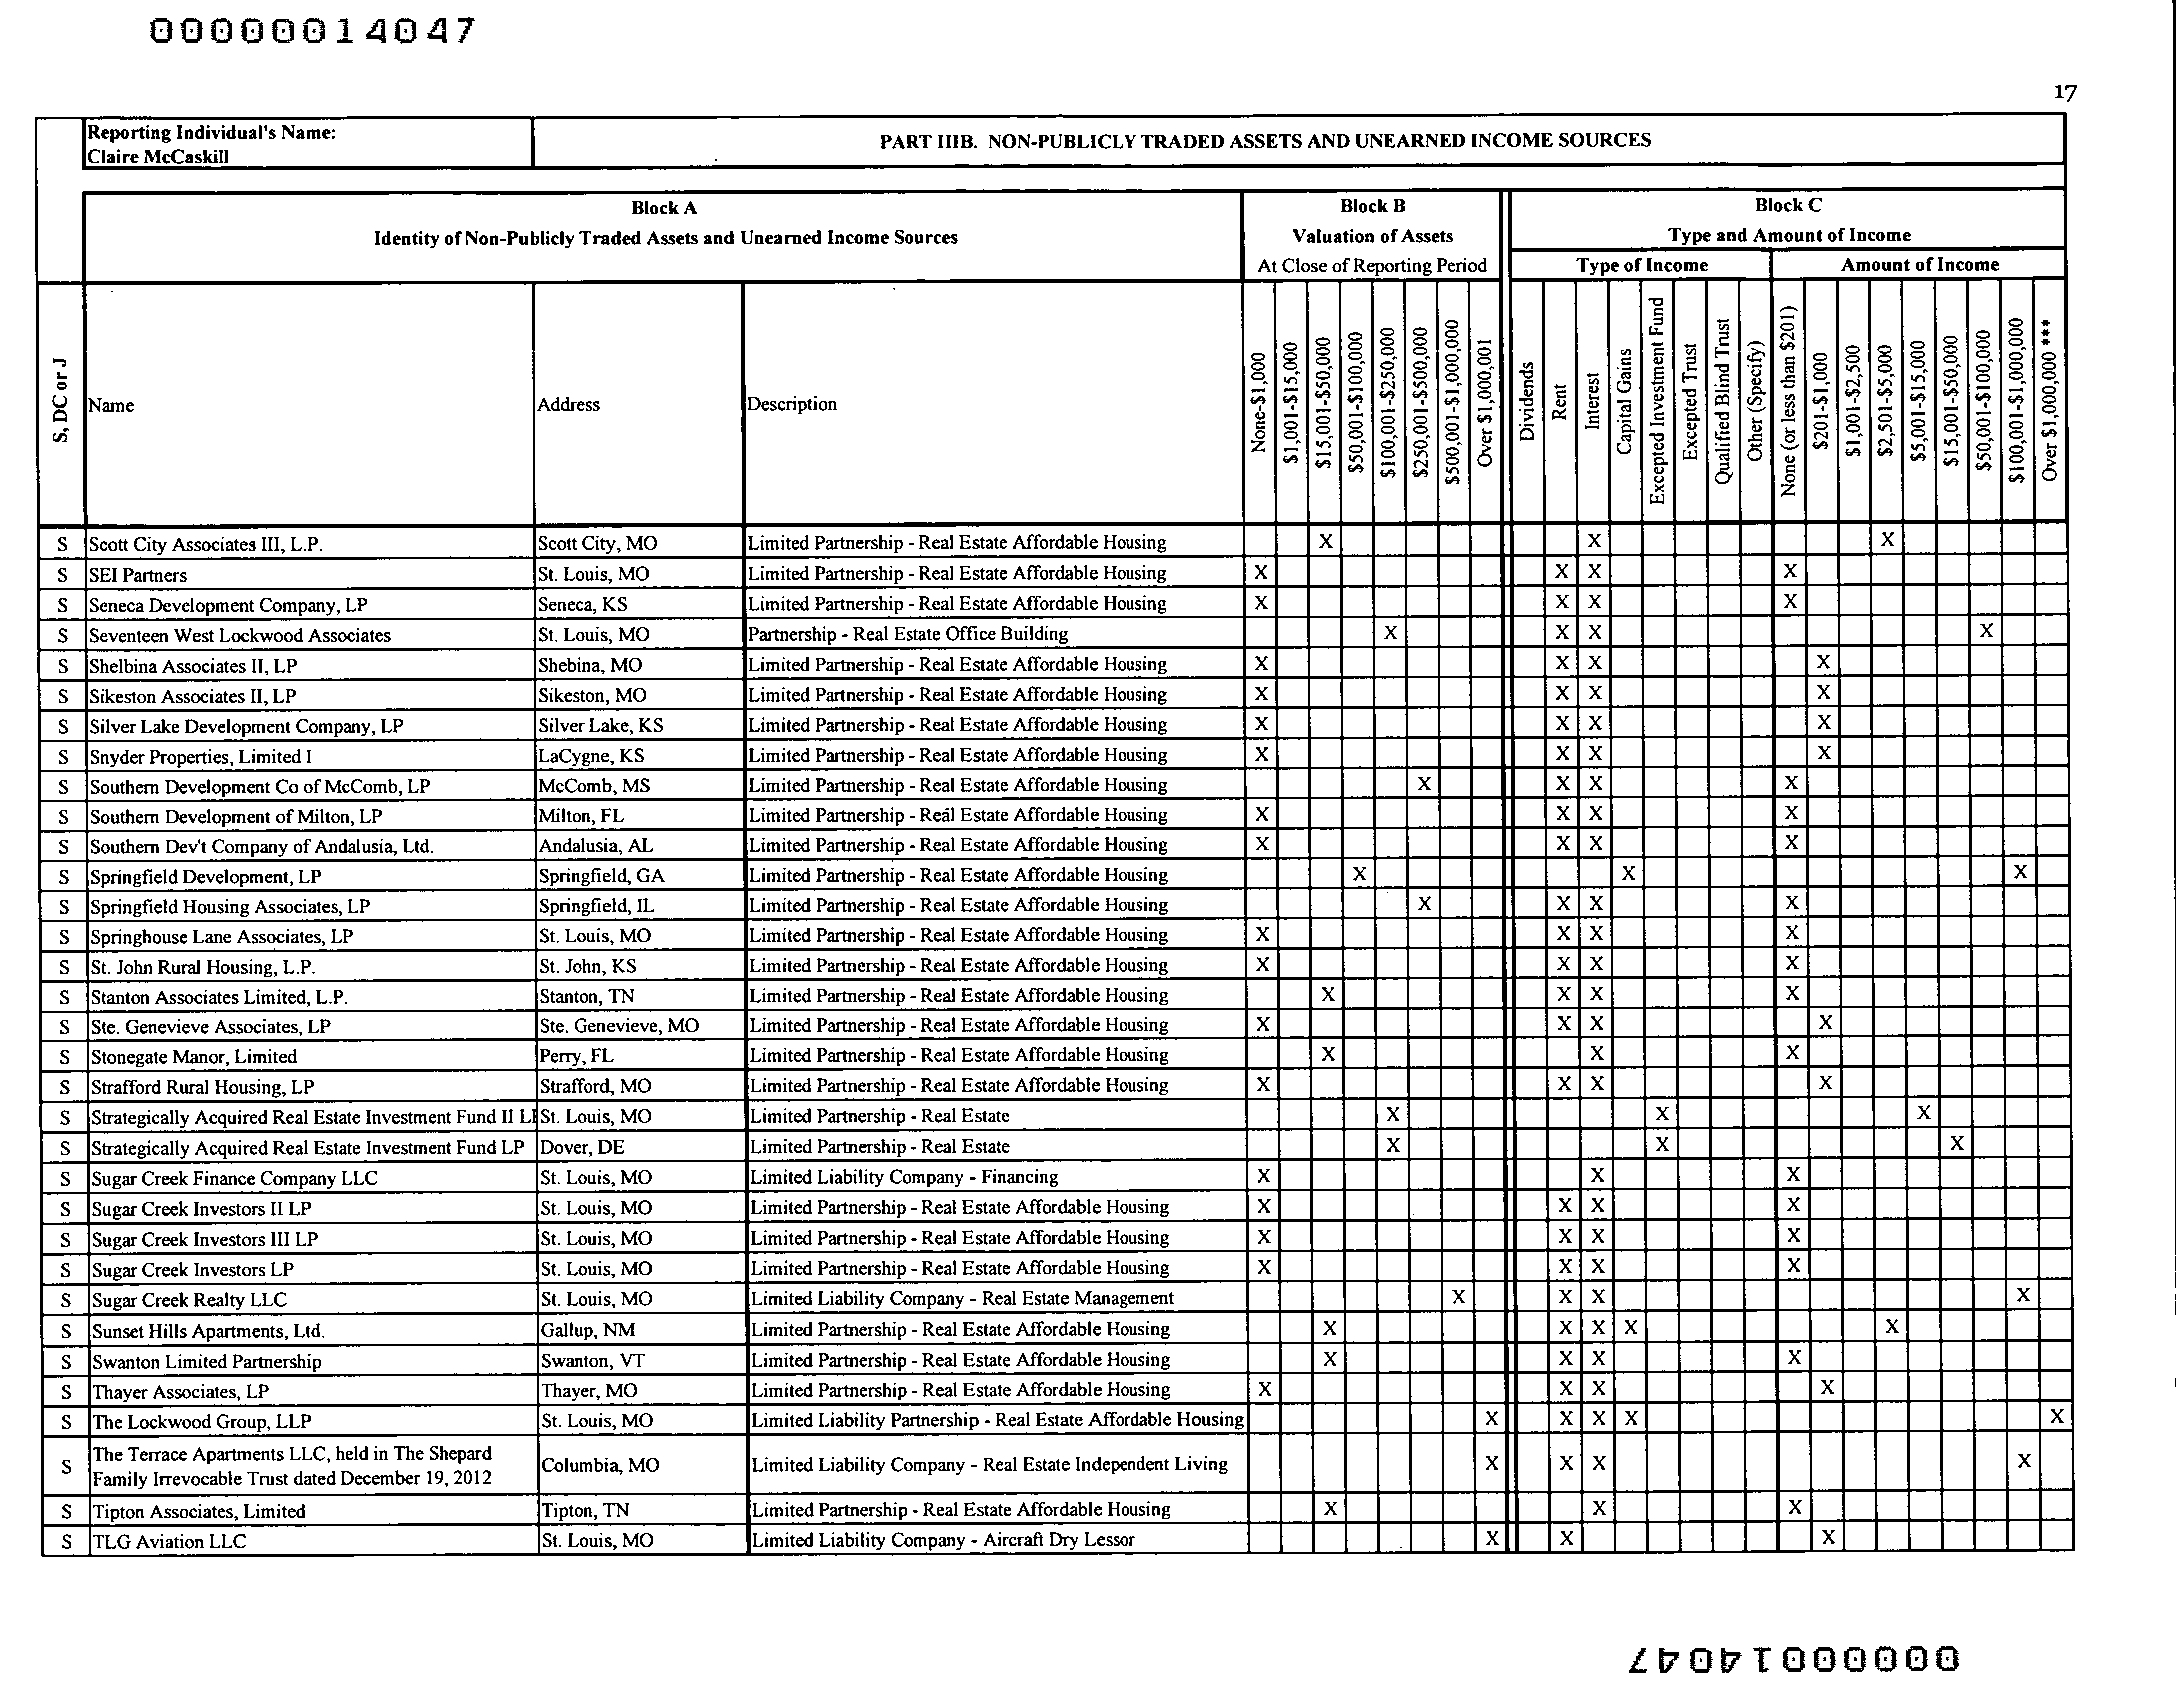 00000014047
17
Reporting Individual's Name:
Claire McCaskill
PART IIIB. NON-PUBLICLY TRADED ASSETS AND UNEARNED INCOME SOURCES
Block A
Identity of Non-Publicly Traded Assets and Unearned Income Sources
Block B
Valuation of Assets
At Close of Reporting Period
Block C
Type and Amount of Income
Type of Income
Amount of Income
S, DC or J
Name
Address
Description
None-$1,000
$1,001-$15,000
$15,001-$50,000
$50,001-$100,000
$100,001-$250,000
$250,001-$500,000
$500,001-$1,000,000
Over $1,000,001
Dividends
Rent
Interest
Capital Gains
Excepted Investment Fund
Excepted Trust
Qualified Blind Trust
Other (Specify)
None (or less than $201)
$201-$1,000
$1,001-$2,500
$2,501-$5,000
$5,001-$15,000
$15,001-$50,000
$50,001-$100,000
$100,001-$1,000,000
Over $1,000,000 ***
S Scott City Associates III, L.P. Scott City, MO Limited Partnership - Real Estate Affordable Housing X X X
S SEI Partners St. Louis, MO Limited Partnership - Real Estate Affordable Housing X X X X
S Seneca Development Company, LP Seneca, KS Limited Partnership - Real Estate Affordable Housing X X X X
S Seventeen West Lockwood Associates St. Louis, MO Partnership - Real Estate Office Building X X X X
S Shelbina Associates II, LP Shebina, MO Limited Partnership - Real Estate Affordable Housing X X X X
S Sikeston Associates II, LP Sikeston, MO Limited Partnership - Real Estate Affordable Housing X X X X
S Silver Lake Development Company, LP Silver Lake, KS Limited Partnership - Real Estate Affordable Housing X X X X
S Snyder Properties, Limited I LaCygne, KS Limited Partnership - Real Estate Affordable Housing X X X X
S Southern Development Co of McComb, LP McComb, MS Limited Partnership - Real Estate Affordable Housing X X X X
S Southern Development of Milton, LP Milton, FL Limited Partnership - Real Estate Affordable Housing X X X X
S Southern Dev't Company of Andalusia, Ltd. Andalusia, AL Limited Partnership - Real Estate Affordable Housing X X X X
S Springfield Development, LP Springfield, GA Limited Partnership - Real Estate Affordable Housing X X X
S Springfield Housing Associates, LP Springfield, IL Limited Partnership - Real Estate Affordable Housing X X X X
S Springhouse Lane Associates, LP St. Louis, MO Limited Partnership - Real Estate Affordable Housing X X X X
S St. John Rural Housing, L.P. St. John, KS Limited Partnership - Real Estate Affordable Housing X X X X
S Stanton Associates Limited, L.P. Stanton, TN Limited Partnership - Real Estate Affordable Housing X X X X
S Ste. Genevieve Associates, LP Ste. Genevieve, MO Limited Partnership - Real Estate Affordable Housing X X X X
S Stonegate Manor, Limited Perry, FL Limited Partnership - Real Estate Affordable Housing X X X
S Strafford Rural Housing, LP Strafford, MO Limited Partnership - Real Estate Affordable Housing X X X X
S Strategically Acquired Real Estate Investment Fund II LI St. Louis, MO Limited Partnership - Real Estate X X X
S Strategically Acquired Real Estate Investment Fund LP Dover, DE Limited Partnership - Real Estate X X X
S Sugar Creek Finance Company LLC St. Louis, MO Limited Liability Company - Financing X X X
S Sugar Creek Investors II LP St. Louis, MO Limited Partnership - Real Estate Affordable Housing X X X X
S Sugar Creek Investors III LP St. Louis, MO Limited Partnership - Real Estate Affordable Housing X X X X
S Sugar Creek Investors LP St. Louis, MO Limited Partnership - Real Estate Affordable Housing X X X X
S Sugar Creek Realty LLC St. Louis, MO Limited Liability Company - Real Estate Management X X X X
S Sunset Hills Apartments, Ltd. Gallup, NM Limited Partnership - Real Estate Affordable Housing X X X X X
S Swanton Limited Partnership Swanton, VT Limited Partnership - Real Estate Affordable Housing X X X X
S Thayer Associates, LP Thayer, MO Limited Partnership - Real Estate Affordable Housing X X X X
S The Lockwood Group, LLP St. Louis, MO Limited Liability Partnership - Real Estate Affordable Housing X X X X X
S The Terrace Apartments LLC, held in The Shepard
Family Irrevocable Trust dated December 19, 2012 Columbia, MO Limited Liability Company - Real Estate Independent Living X X X X
S Tipton Associates, Limited Tipton, TN Limited Partnership - Real Estate Affordable Housing X X X
S TLG Aviation LLC St. Louis, MO Limited Liability Company - Aircraft Dry Lessor X X X
00000014047